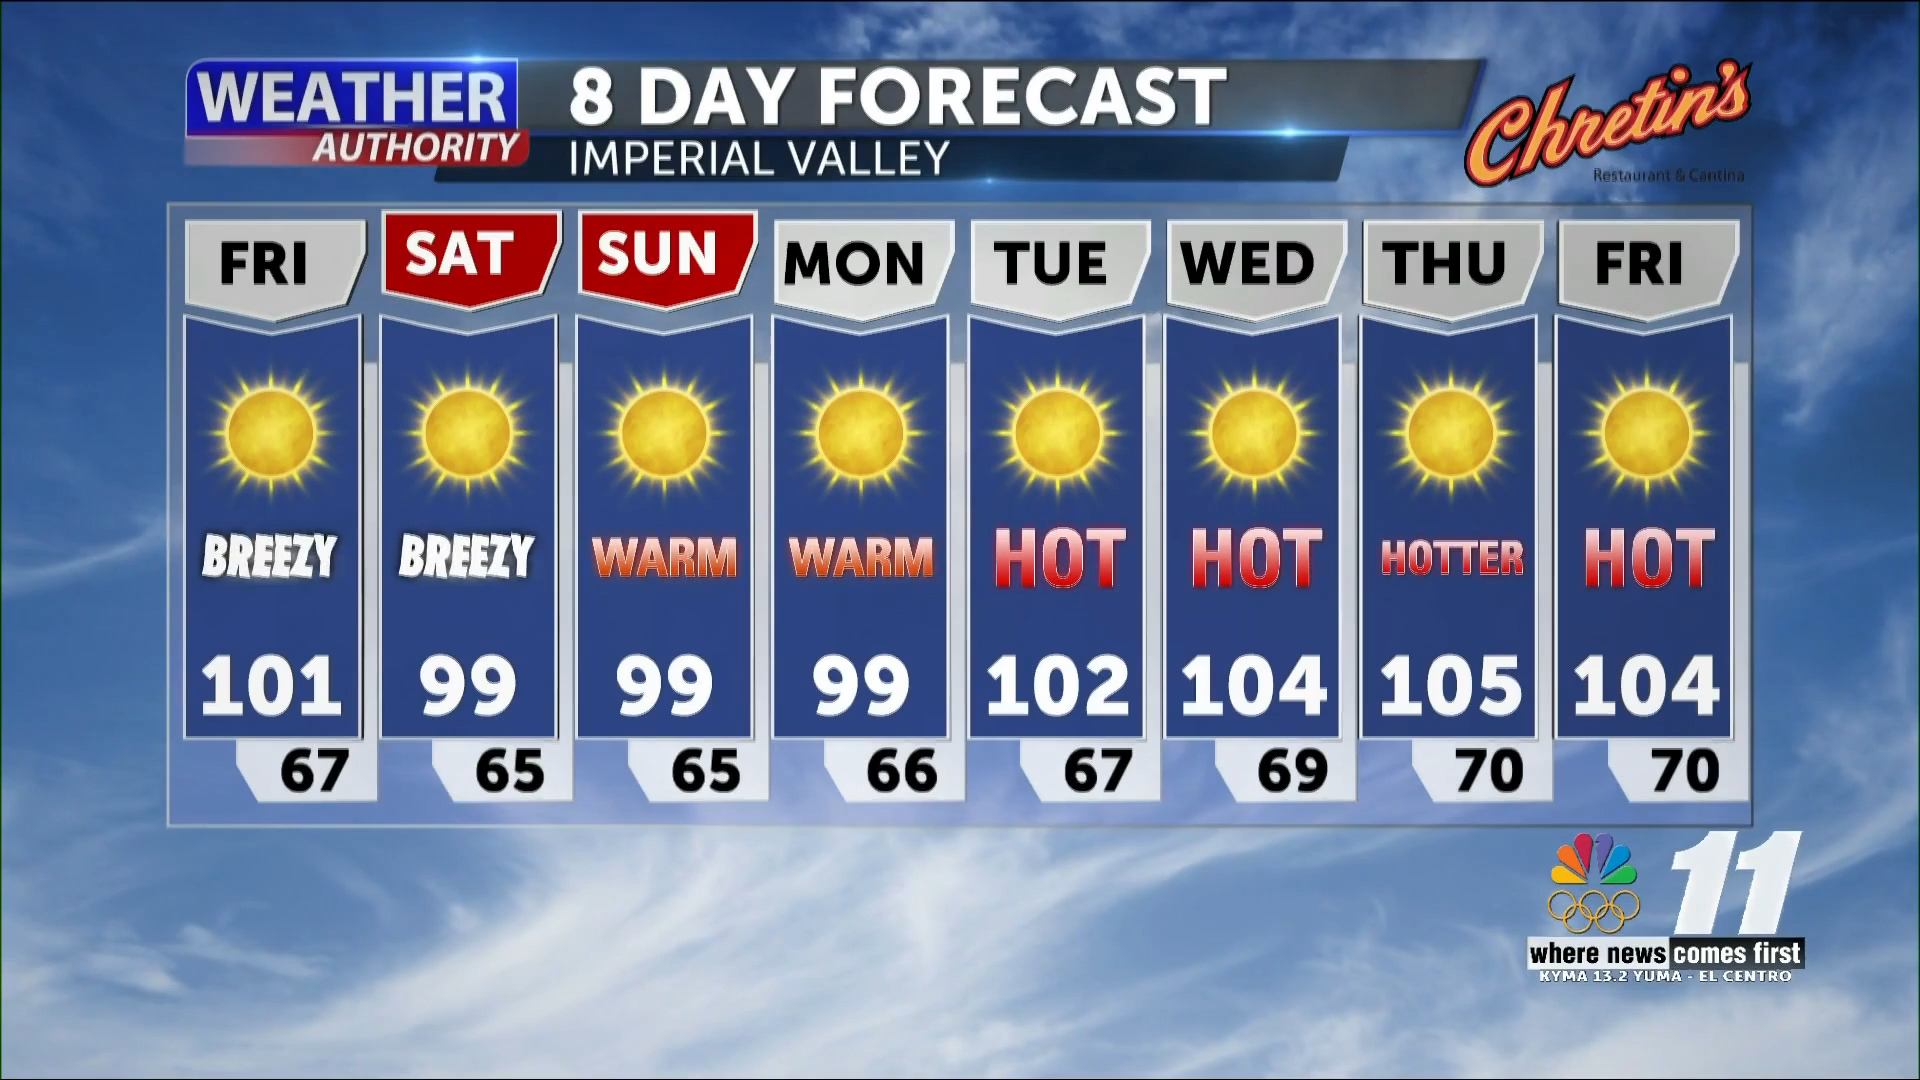 WEATHER
AUTHORITY
8 DAY FORECAST
IMPERIAL VALLEY
Chretin's
Restaurant & Cantina
FRI SAT SUN MON TUE WED THU FRI
BREEZY BREEZY WARM WARM HOT HOT HOTTER HOT
101 99 99 99 102 104 105 104
67 65 65 66 67 69 70 70
11
where news comes first
KYMA 13.2 YUMA - EL CENTRO